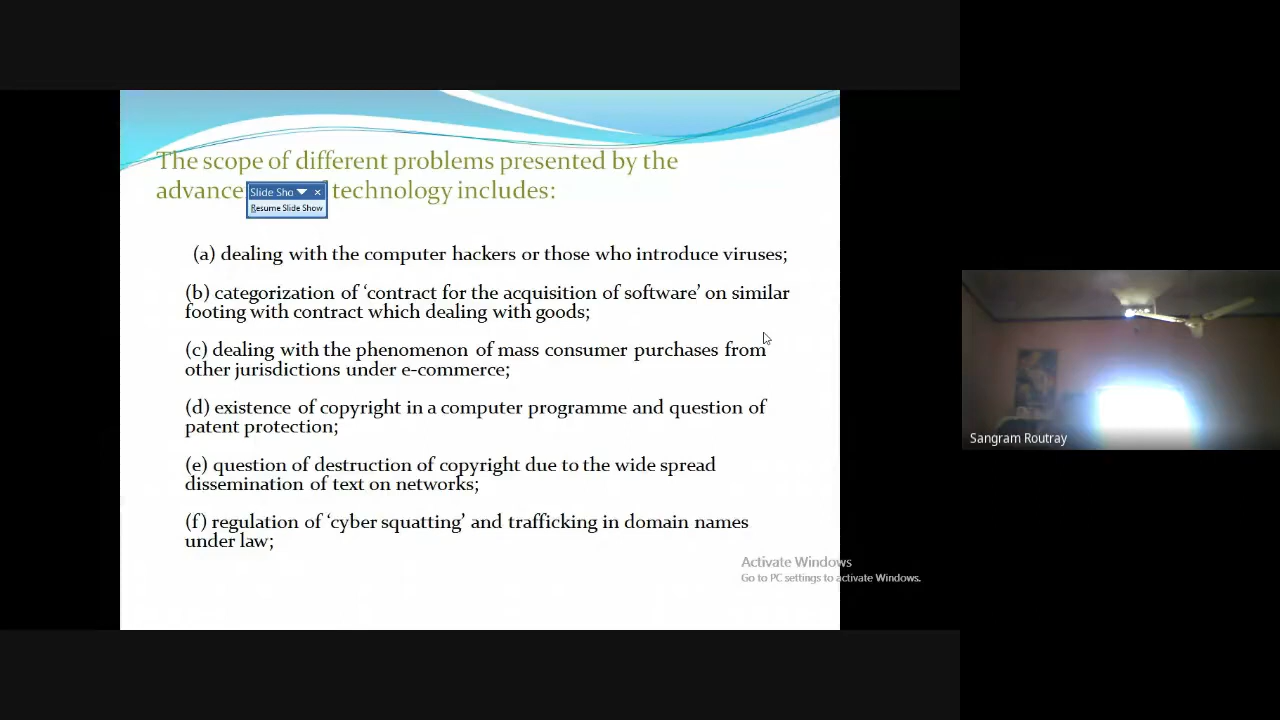 The scope of different problems presented by the
advance technology includes:
Slide Sho
Resume Slide Show
(a) dealing with the computer hackers or those who introduce viruses;
(b) categorization of ‘contract for the acquisition of software’ on similar
footing with contract which dealing with goods;
(c) dealing with the phenomenon of mass consumer purchases from
other jurisdictions under e-commerce;
(d) existence of copyright in a computer programme and question of
patent protection;
(e) question of destruction of copyright due to the wide spread
dissemination of text on networks;
(f) regulation of ‘cyber squatting’ and trafficking in domain names
under law;
Activate Windows
Go to PC settings to activate Windows.
Sangram Routray